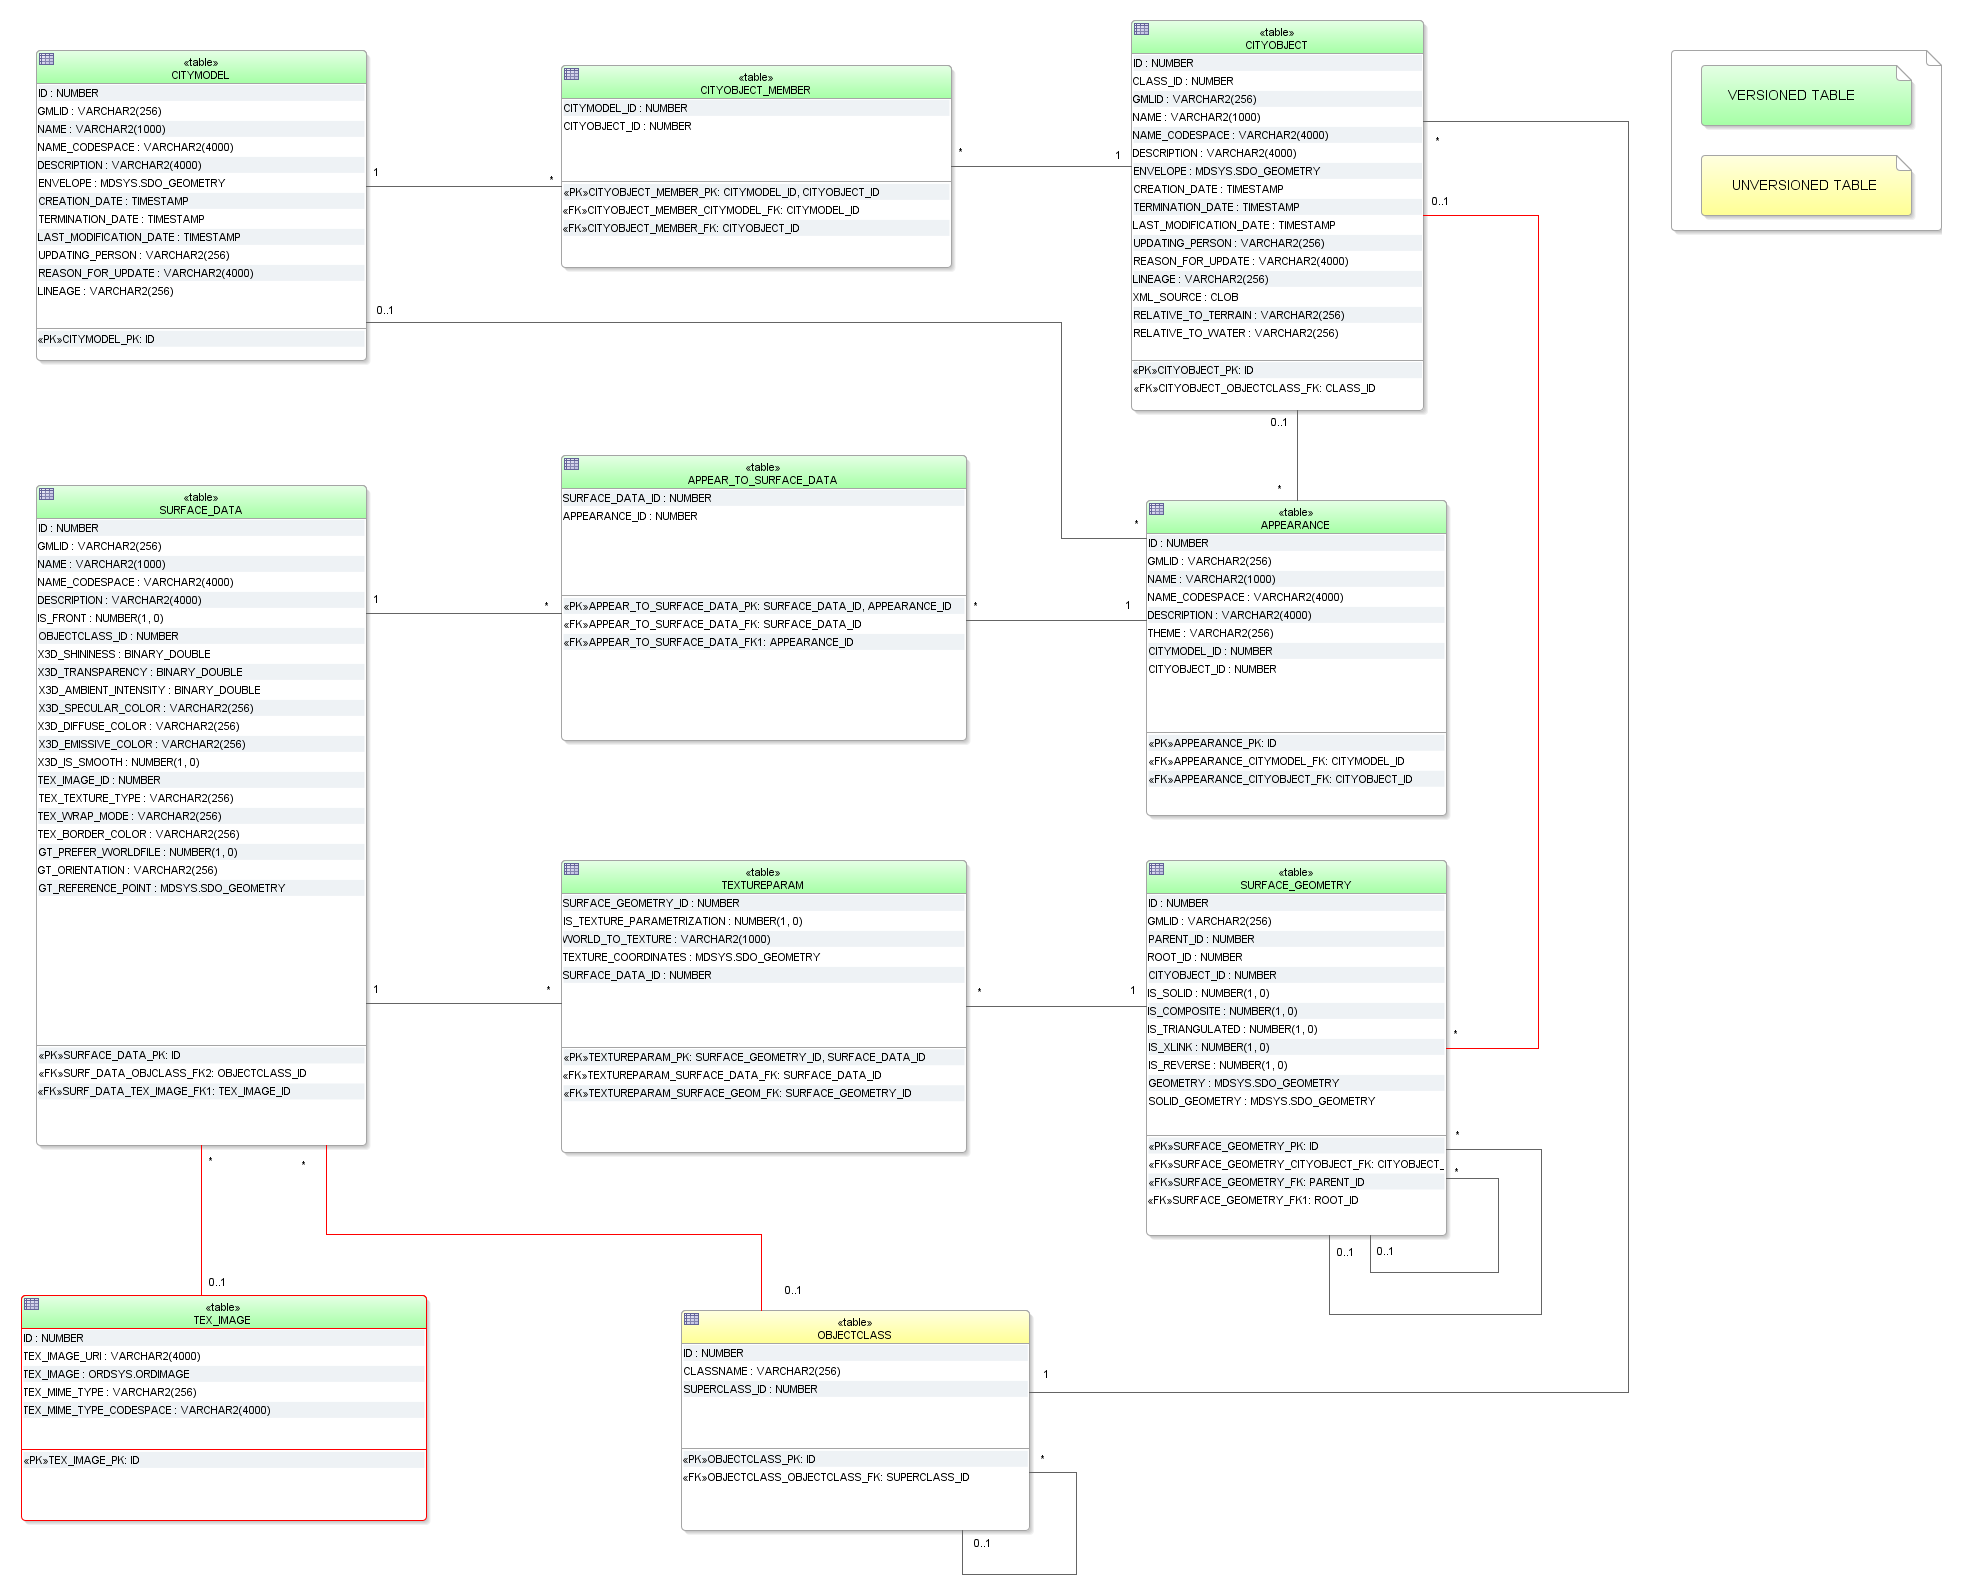 «table»
CITYMODEL
ID : NUMBER
GMLID : VARCHAR2(256)
NAME : VARCHAR2(1000)
NAME_CODESPACE : VARCHAR2(4000)
DESCRIPTION : VARCHAR2(4000)
ENVELOPE : MDSYS.SDO_GEOMETRY
CREATION_DATE : TIMESTAMP
TERMINATION_DATE : TIMESTAMP
LAST_MODIFICATION_DATE : TIMESTAMP
UPDATING_PERSON : VARCHAR2(256)
REASON_FOR_UPDATE : VARCHAR2(4000)
LINEAGE : VARCHAR2(256)
«PK»CITYMODEL_PK: ID
1
*
0..1
«table»
CITYOBJECT_MEMBER
CITYMODEL_ID : NUMBER
CITYOBJECT_ID : NUMBER
«PK»CITYOBJECT_MEMBER_PK: CITYMODEL_ID, CITYOBJECT_ID
«FK»CITYOBJECT_MEMBER_CITYMODEL_FK: CITYMODEL_ID
«FK»CITYOBJECT_MEMBER_FK: CITYOBJECT_ID
*
1
«table»
CITYOBJECT
ID : NUMBER
CLASS_ID : NUMBER
GMLID : VARCHAR2(256)
NAME : VARCHAR2(1000)
NAME_CODESPACE : VARCHAR2(4000)
DESCRIPTION : VARCHAR2(4000)
ENVELOPE : MDSYS.SDO_GEOMETRY
CREATION_DATE : TIMESTAMP
TERMINATION_DATE : TIMESTAMP
LAST_MODIFICATION_DATE : TIMESTAMP
UPDATING_PERSON : VARCHAR2(256)
REASON_FOR_UPDATE : VARCHAR2(4000)
LINEAGE : VARCHAR2(256)
XML_SOURCE : CLOB
RELATIVE_TO_TERRAIN : VARCHAR2(256)
RELATIVE_TO_WATER : VARCHAR2(256)
«PK»CITYOBJECT_PK: ID
«FK»CITYOBJECT_OBJECTCLASS_FK: CLASS_ID
*
0..1
0..1
*
*
VERSIONED TABLE
UNVERSIONED TABLE
«table»
SURFACE_DATA
ID : NUMBER
GMLID : VARCHAR2(256)
NAME : VARCHAR2(1000)
NAME_CODESPACE : VARCHAR2(4000)
DESCRIPTION : VARCHAR2(4000)
IS_FRONT : NUMBER(1, 0)
OBJECTCLASS_ID : NUMBER
X3D_SHININESS : BINARY_DOUBLE
X3D_TRANSPARENCY : BINARY_DOUBLE
X3D_AMBIENT_INTENSITY : BINARY_DOUBLE
X3D_SPECULAR_COLOR : VARCHAR2(256)
X3D_DIFFUSE_COLOR : VARCHAR2(256)
X3D_EMISSIVE_COLOR : VARCHAR2(256)
X3D_IS_SMOOTH : NUMBER(1, 0)
TEX_IMAGE_ID : NUMBER
TEX_TEXTURE_TYPE : VARCHAR2(256)
TEX_WRAP_MODE : VARCHAR2(256)
TEX_BORDER_COLOR : VARCHAR2(256)
GT_PREFER_WORLDFILE : NUMBER(1, 0)
GT_ORIENTATION : VARCHAR2(256)
GT_REFERENCE_POINT : MDSYS.SDO_GEOMETRY
«PK»SURFACE_DATA_PK: ID
«FK»SURF_DATA_OBJCLASS_FK2: OBJECTCLASS_ID
«FK»SURF_DATA_TEX_IMAGE_FK1: TEX_IMAGE_ID
1
*
«table»
APPEAR_TO_SURFACE_DATA
SURFACE_DATA_ID : NUMBER
APPEARANCE_ID : NUMBER
«PK»APPEAR_TO_SURFACE_DATA_PK: SURFACE_DATA_ID, APPEARANCE_ID
«FK»APPEAR_TO_SURFACE_DATA_FK: SURFACE_DATA_ID
«FK»APPEAR_TO_SURFACE_DATA_FK1: APPEARANCE_ID
*
1
«table»
APPEARANCE
ID : NUMBER
GMLID : VARCHAR2(256)
NAME : VARCHAR2(1000)
NAME_CODESPACE : VARCHAR2(4000)
DESCRIPTION : VARCHAR2(4000)
THEME : VARCHAR2(256)
CITYMODEL_ID : NUMBER
CITYOBJECT_ID : NUMBER
«PK»APPEARANCE_PK: ID
«FK»APPEARANCE_CITYMODEL_FK: CITYMODEL_ID
«FK»APPEARANCE_CITYOBJECT_FK: CITYOBJECT_ID
1
*
«table»
TEXTUREPARAM
SURFACE_GEOMETRY_ID : NUMBER
IS_TEXTURE_PARAMETRIZATION : NUMBER(1, 0)
WORLD_TO_TEXTURE : VARCHAR2(1000)
TEXTURE_COORDINATES : MDSYS.SDO_GEOMETRY
SURFACE_DATA_ID : NUMBER
«PK»TEXTUREPARAM_PK: SURFACE_GEOMETRY_ID, SURFACE_DATA_ID
«FK»TEXTUREPARAM_SURFACE_DATA_FK: SURFACE_DATA_ID
«FK»TEXTUREPARAM_SURFACE_GEOM_FK: SURFACE_GEOMETRY_ID
*
1
«table»
SURFACE_GEOMETRY
ID : NUMBER
GMLID : VARCHAR2(256)
PARENT_ID : NUMBER
ROOT_ID : NUMBER
CITYOBJECT_ID : NUMBER
IS_SOLID : NUMBER(1, 0)
IS_COMPOSITE : NUMBER(1, 0)
IS_TRIANGULATED : NUMBER(1, 0)
IS_XLINK : NUMBER(1, 0)
IS_REVERSE : NUMBER(1, 0)
GEOMETRY : MDSYS.SDO_GEOMETRY
SOLID_GEOMETRY : MDSYS.SDO_GEOMETRY
«PK»SURFACE_GEOMETRY_PK: ID
«FK»SURFACE_GEOMETRY_CITYOBJECT_FK: CITYOBJECT_
«FK»SURFACE_GEOMETRY_FK: PARENT_ID
«FK»SURFACE_GEOMETRY_FK1: ROOT_ID
*
*
*
0..1
0..1
*
*
0..1
0..1
«table»
TEX_IMAGE
ID : NUMBER
TEX_IMAGE_URI : VARCHAR2(4000)
TEX_IMAGE : ORDSYS.ORDIMAGE
TEX_MIME_TYPE : VARCHAR2(256)
TEX_MIME_TYPE_CODESPACE : VARCHAR2(4000)
«PK»TEX_IMAGE_PK: ID
«table»
OBJECTCLASS
ID : NUMBER
CLASSNAME : VARCHAR2(256)
SUPERCLASS_ID : NUMBER
«PK»OBJECTCLASS_PK: ID
«FK»OBJECTCLASS_OBJECTCLASS_FK: SUPERCLASS_ID
1
*
0..1